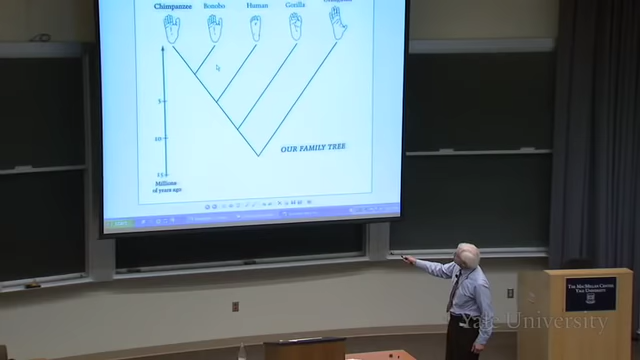 Chimpanzee Bonobo Human Gorilla
5
10
15
Millions
of years ago
OUR FAMILY TREE
THE MACMILLAN CENTER
YALE UNIVERSITY
Yale University